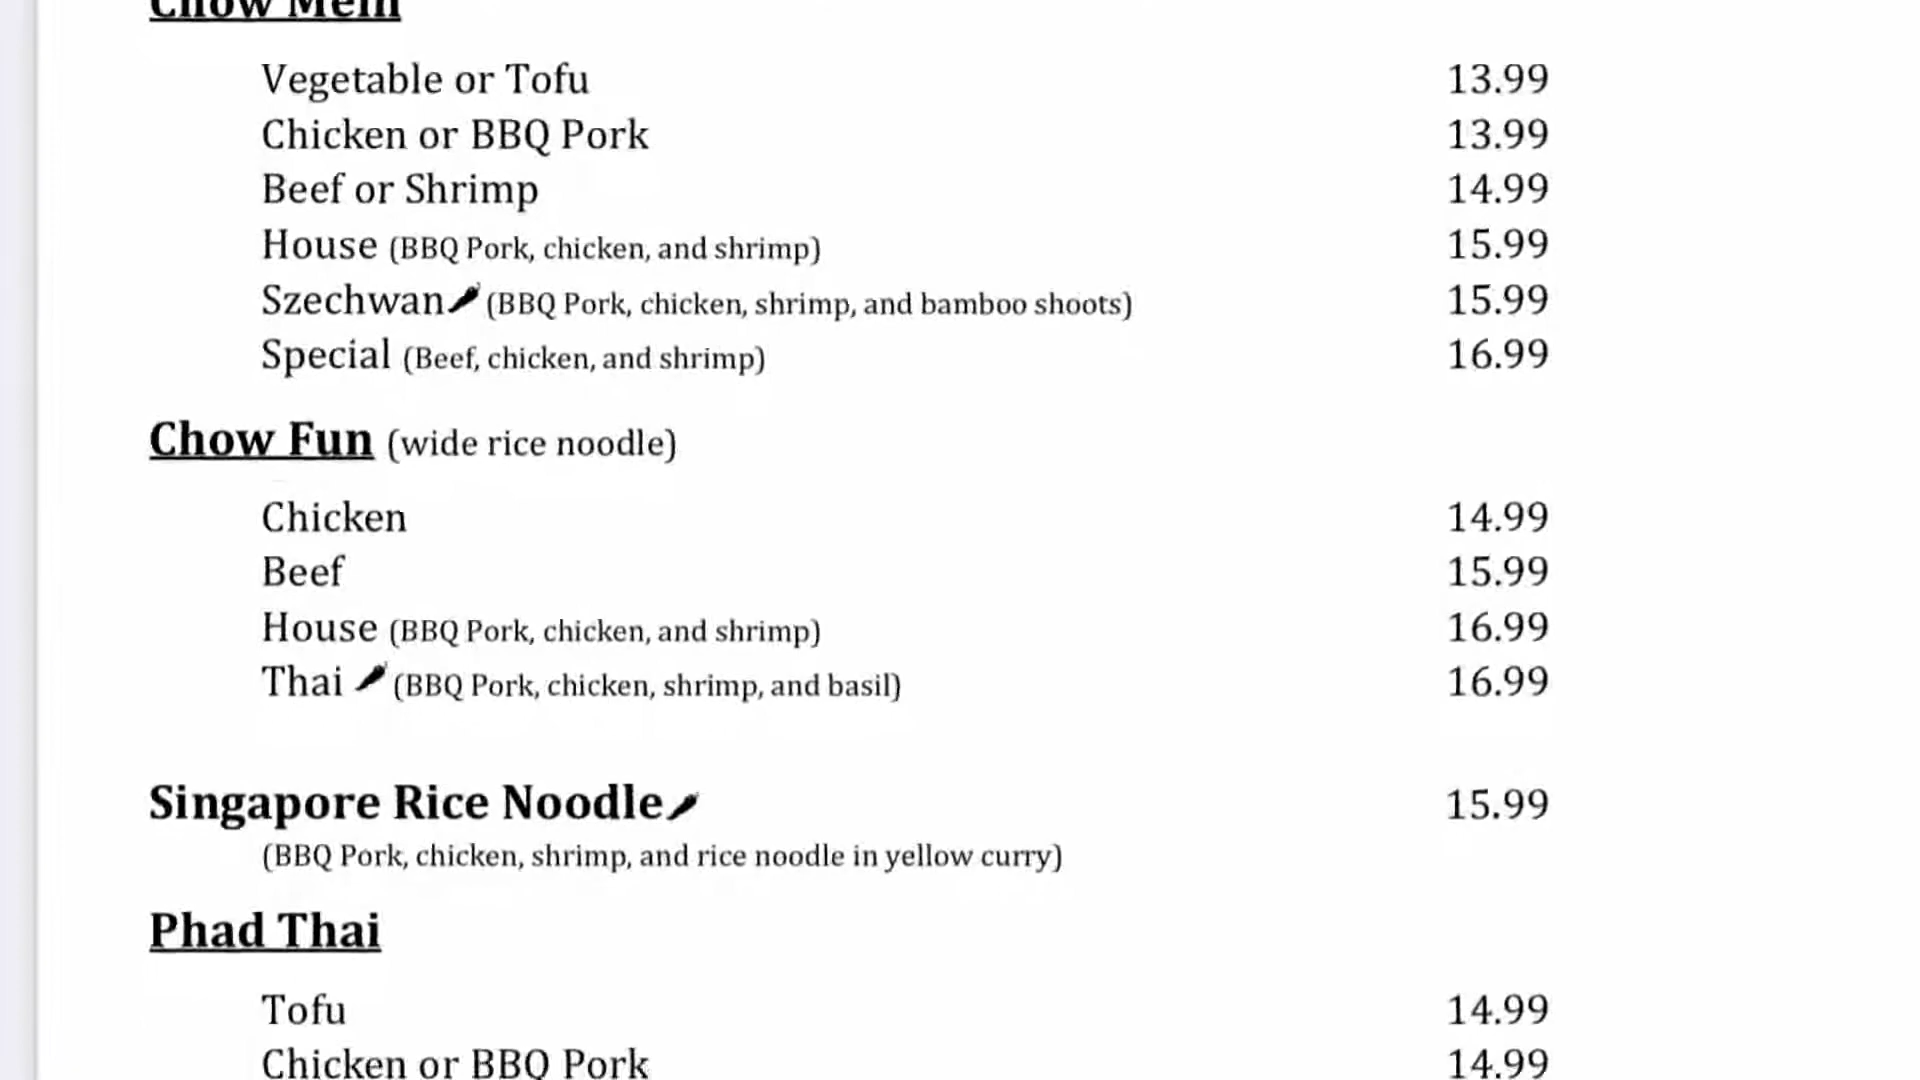 Chow Mein
Vegetable or Tofu 13.99
Chicken or BBQ Pork 13.99
Beef or Shrimp 14.99
House (BBQ Pork, chicken, and shrimp) 15.99
Szechwan (BBQ Pork, chicken, shrimp, and bamboo shoots) 15.99
Special (Beef, chicken, and shrimp) 16.99
Chow Fun (wide rice noodle)
Chicken 14.99
Beef 15.99
House (BBQ Pork, chicken, and shrimp) 16.99
Thai (BBQ Pork, chicken, shrimp, and basil) 16.99
Singapore Rice Noodle 15.99
(BBQ Pork, chicken, shrimp, and rice noodle in yellow curry)
Phad Thai
Tofu 14.99
Chicken or BBQ Pork 14.99